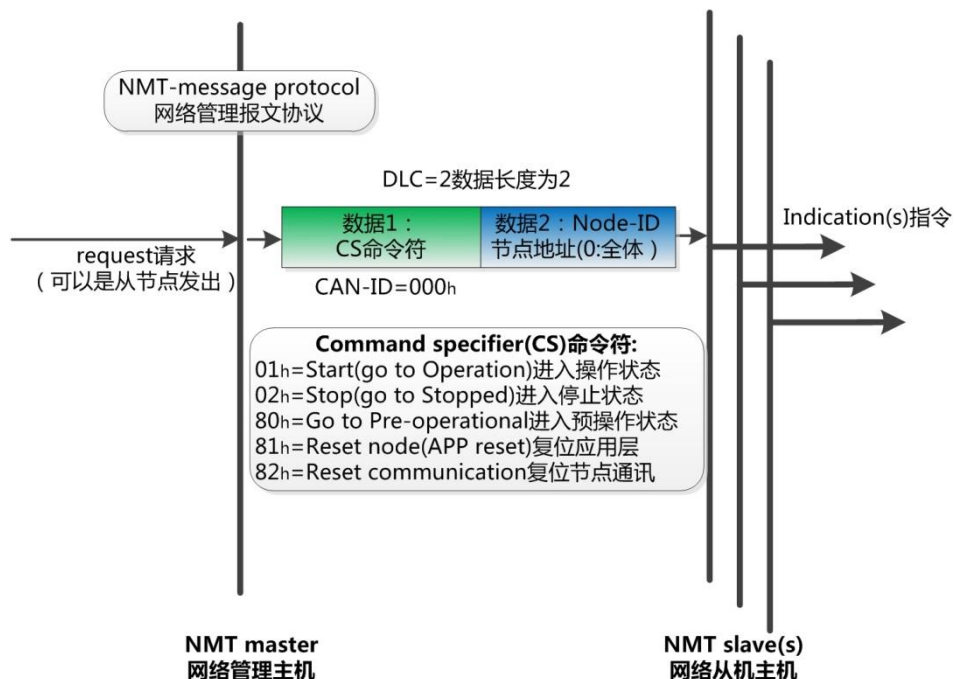 NMT-message protocol
网络管理报文协议
DLC=2数据长度为2
数据1：
CS命令符
数据2：Node-ID
节点地址(0:全体）
request请求
（可以是从节点发出）
Indication(s)指令
CAN-ID=000h
Command specifier(CS)命令符:
01h=Start(go to Operation)进入操作状态
02h=Stop(go to Stopped)进入停止状态
80h=Go to Pre-operational进入预操作状态
81h=Reset node(APP reset)复位应用层
82h=Reset communication复位节点通讯
NMT master
网络管理主机
NMT slave(s)
网络从机主机